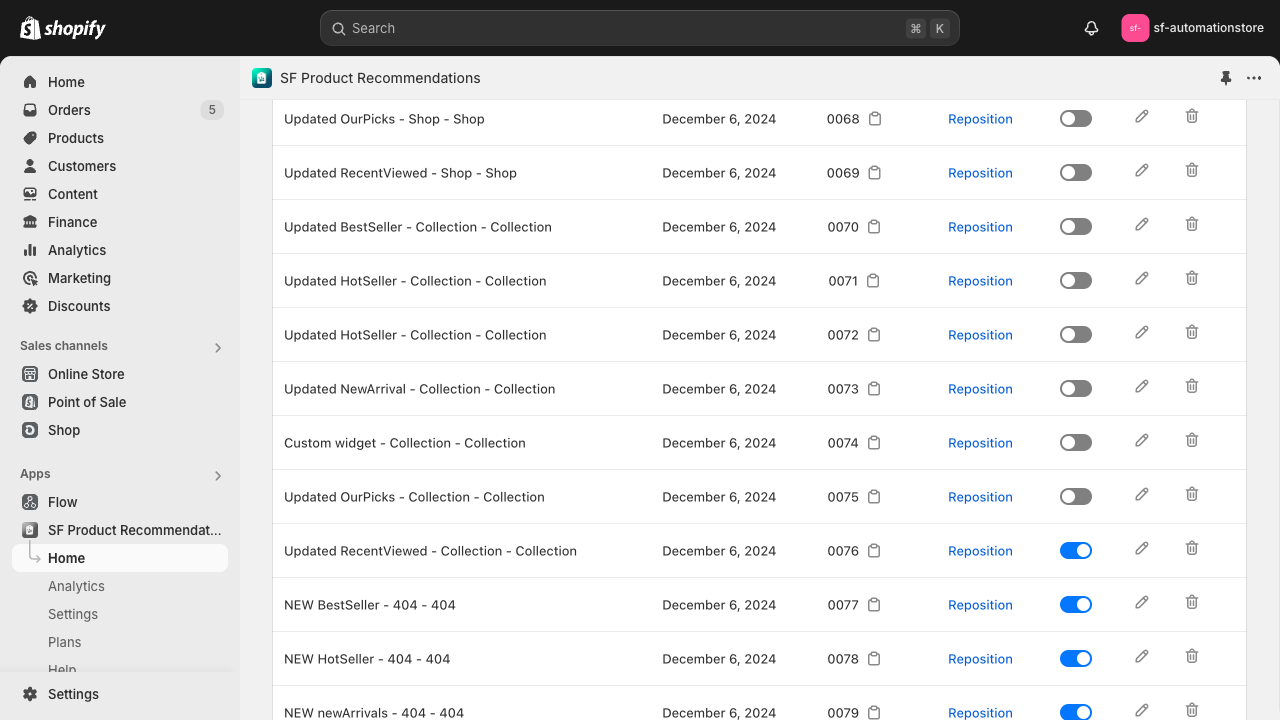 shopify
Search
⌘ K
sf-
sf-automationstore
Home
Orders 5
Products
Customers
Content
Finance
Analytics
Marketing
Discounts
Sales channels
Online Store
Point of Sale
Shop
Apps
Flow
SF Product Recommendat...
Home
Analytics
Settings
Plans
Help
Settings
SF Product Recommendations
Updated OurPicks - Shop - Shop December 6, 2024 0068 Reposition
Updated RecentViewed - Shop - Shop December 6, 2024 0069 Reposition
Updated BestSeller - Collection - Collection December 6, 2024 0070 Reposition
Updated HotSeller - Collection - Collection December 6, 2024 0071 Reposition
Updated HotSeller - Collection - Collection December 6, 2024 0072 Reposition
Updated NewArrival - Collection - Collection December 6, 2024 0073 Reposition
Custom widget - Collection - Collection December 6, 2024 0074 Reposition
Updated OurPicks - Collection - Collection December 6, 2024 0075 Reposition
Updated RecentViewed - Collection - Collection December 6, 2024 0076 Reposition
NEW BestSeller - 404 - 404 December 6, 2024 0077 Reposition
NEW HotSeller - 404 - 404 December 6, 2024 0078 Reposition
NEW newArrivals - 404 - 404 December 6, 2024 0079 Reposition